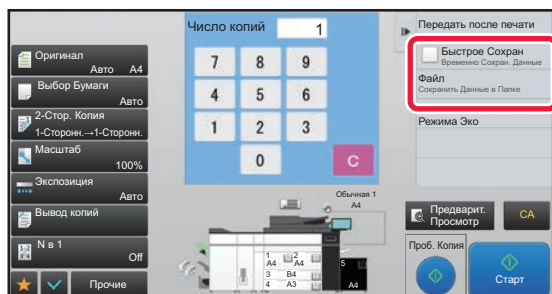 Число копий 1
Передать после печати
Быстрое Сохран
Временно Сохран. Данные
Файл
Сохранить Данные в Папке
Режима Эко
Оригинал
Авто A4
Выбор Бумаги
Авто
2-Стор. Копия
1-Сторонн.→1-Сторонн.
Масштаб
100%
Экспозиция
Авто
Вывод копий
N в 1
Off
Прочие
7 8 9
4 5 6
1 2 3
0 C
Обычная 1
A4
1 A4 2 A4
3 B4
4 A3
5 A4
Предварит.
Просмотр
CA
Проб. Копия
Старт